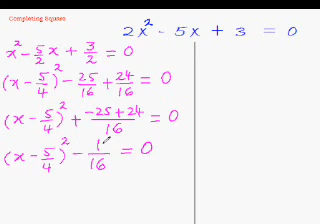 Completing Square
2x² - 5x + 3 = 0
x² - 5/2 x + 3/2 = 0
(x - 5/4)² - 25/16 + 24/16 = 0
(x - 5/4)² + -25+24/16 = 0
(x - 5/4)² - 1/16 = 0